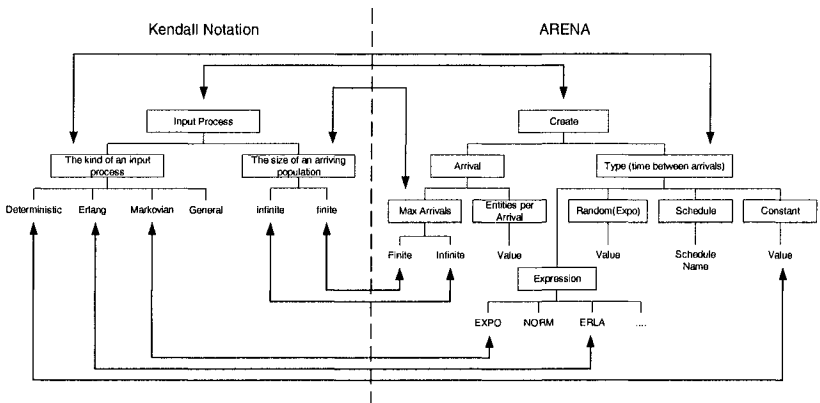 Kendall Notation
ARENA
Input Process
Create
The kind of an input
process
The size of an arriving
population
Arrival
Type (time between arrivals)
Deterministic
Erlang
Markovian
General
infinite
finite
Max Arrivals
Entities per
Arrival
Random(Expo)
Schedule
Constant
Finite
Infinite
Value
Value
Schedule
Name
Value
Expression
EXPO
NORM
ERLA
....